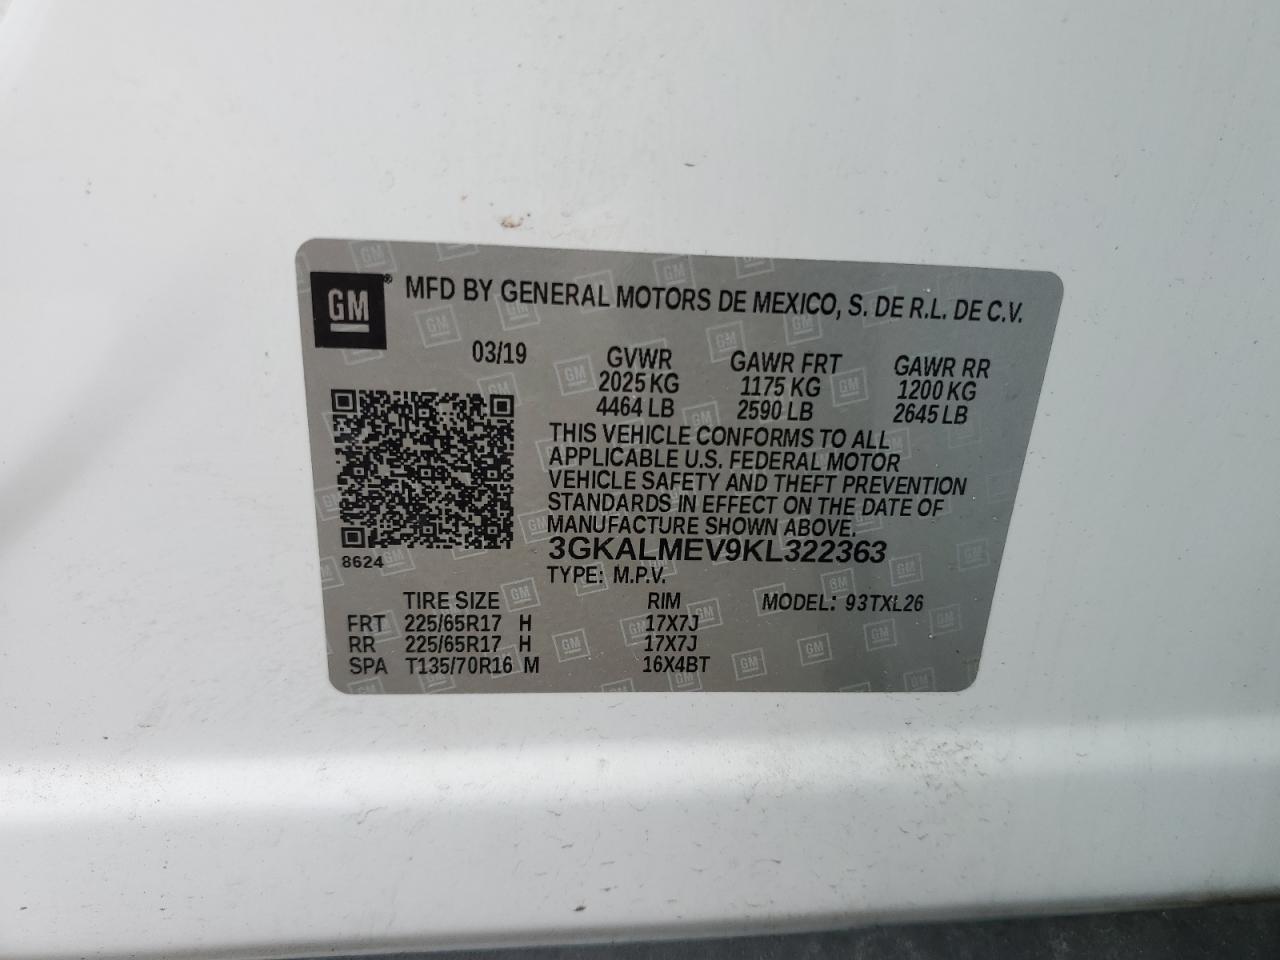 GM® MFD BY GENERAL MOTORS DE MEXICO, S. DE R.L. DE C.V.
03/19 GVWR GAWR FRT GAWR RR
2025 KG 1175 KG 1200 KG
4464 LB 2590 LB 2645 LB
THIS VEHICLE CONFORMS TO ALL
APPLICABLE U.S. FEDERAL MOTOR
VEHICLE SAFETY AND THEFT PREVENTION
STANDARDS IN EFFECT ON THE DATE OF
MANUFACTURE SHOWN ABOVE.
3GKALMEV9KL322363
8624
TYPE: M.P.V.
TIRE SIZE RIM MODEL: 93TXL26
FRT 225/65R17 H 17X7J
RR 225/65R17 H 17X7J
SPA T135/70R16 M 16X4BT